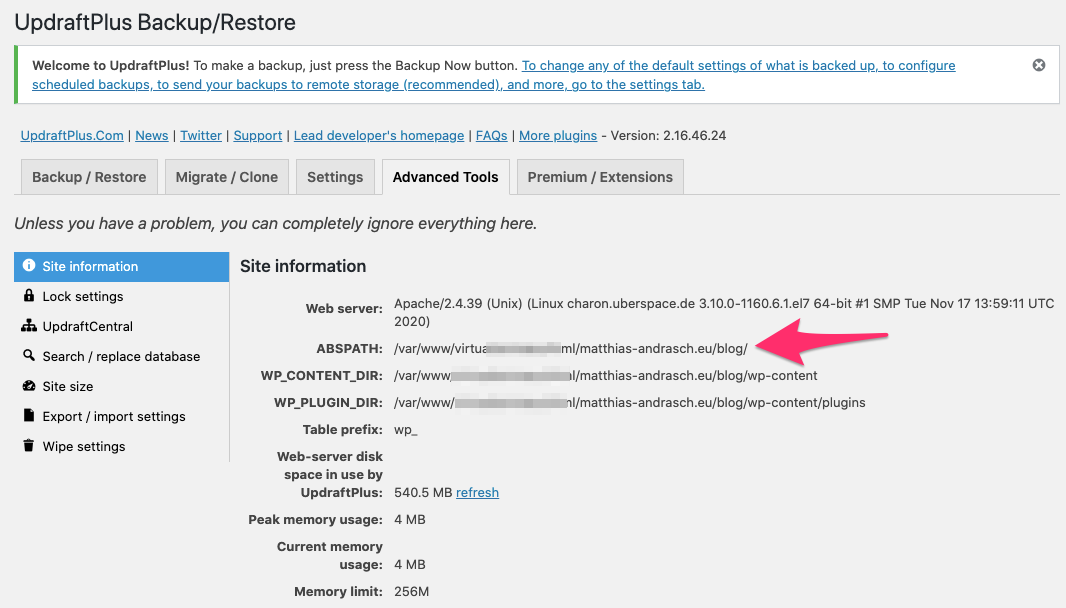 UpdraftPlus Backup/Restore
Welcome to UpdraftPlus! To make a backup, just press the Backup Now button. To change any of the default settings of what is backed up, to configure
scheduled backups, to send your backups to remote storage (recommended), and more, go to the settings tab.
UpdraftPlus.Com | News | Twitter | Support | Lead developer's homepage | FAQs | More plugins - Version: 2.16.46.24
Backup / Restore Migrate / Clone Settings Advanced Tools Premium / Extensions
Unless you have a problem, you can completely ignore everything here.
Site information
Lock settings
UpdraftCentral
Search / replace database
Site size
Export / import settings
Wipe settings
Site information
Web server: Apache/2.4.39 (Unix) (Linux charon.uberspace.de 3.10.0-1160.6.1.el7 64-bit #1 SMP Tue Nov 17 13:59:11 UTC
2020)
ABSPATH: /var/www/virtua ml/matthias-andrasch.eu/blog/
WP_CONTENT_DIR: /var/www l/matthias-andrasch.eu/blog/wp-content
WP_PLUGIN_DIR: /var/www/ nl/matthias-andrasch.eu/blog/wp-content/plugins
Table prefix: wp_
Web-server disk
space in use by
UpdraftPlus: 540.5 MB refresh
Peak memory usage: 4 MB
Current memory
usage: 4 MB
Memory limit: 256M